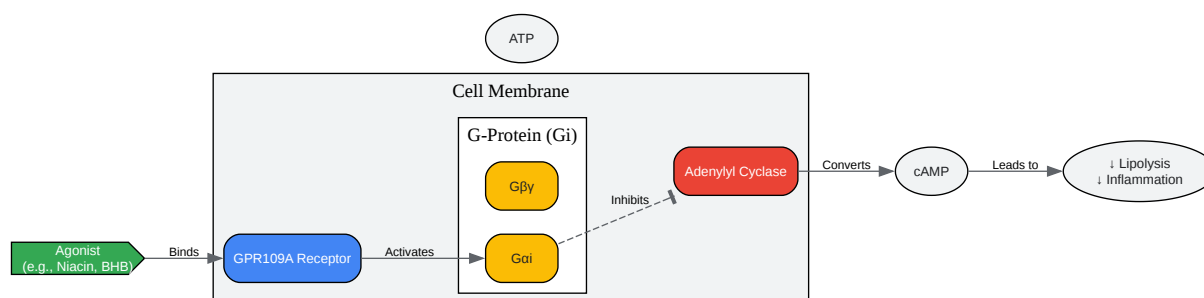 ATP
Cell Membrane
G-Protein (Gi)
Gβγ
Adenylyl Cyclase
Converts
cAMP
Leads to
↓ Lipolysis
↓ Inflammation
Inhibits
Agonist
(e.g., Niacin, BHB)
Binds
GPR109A Receptor
Activates
Gαi